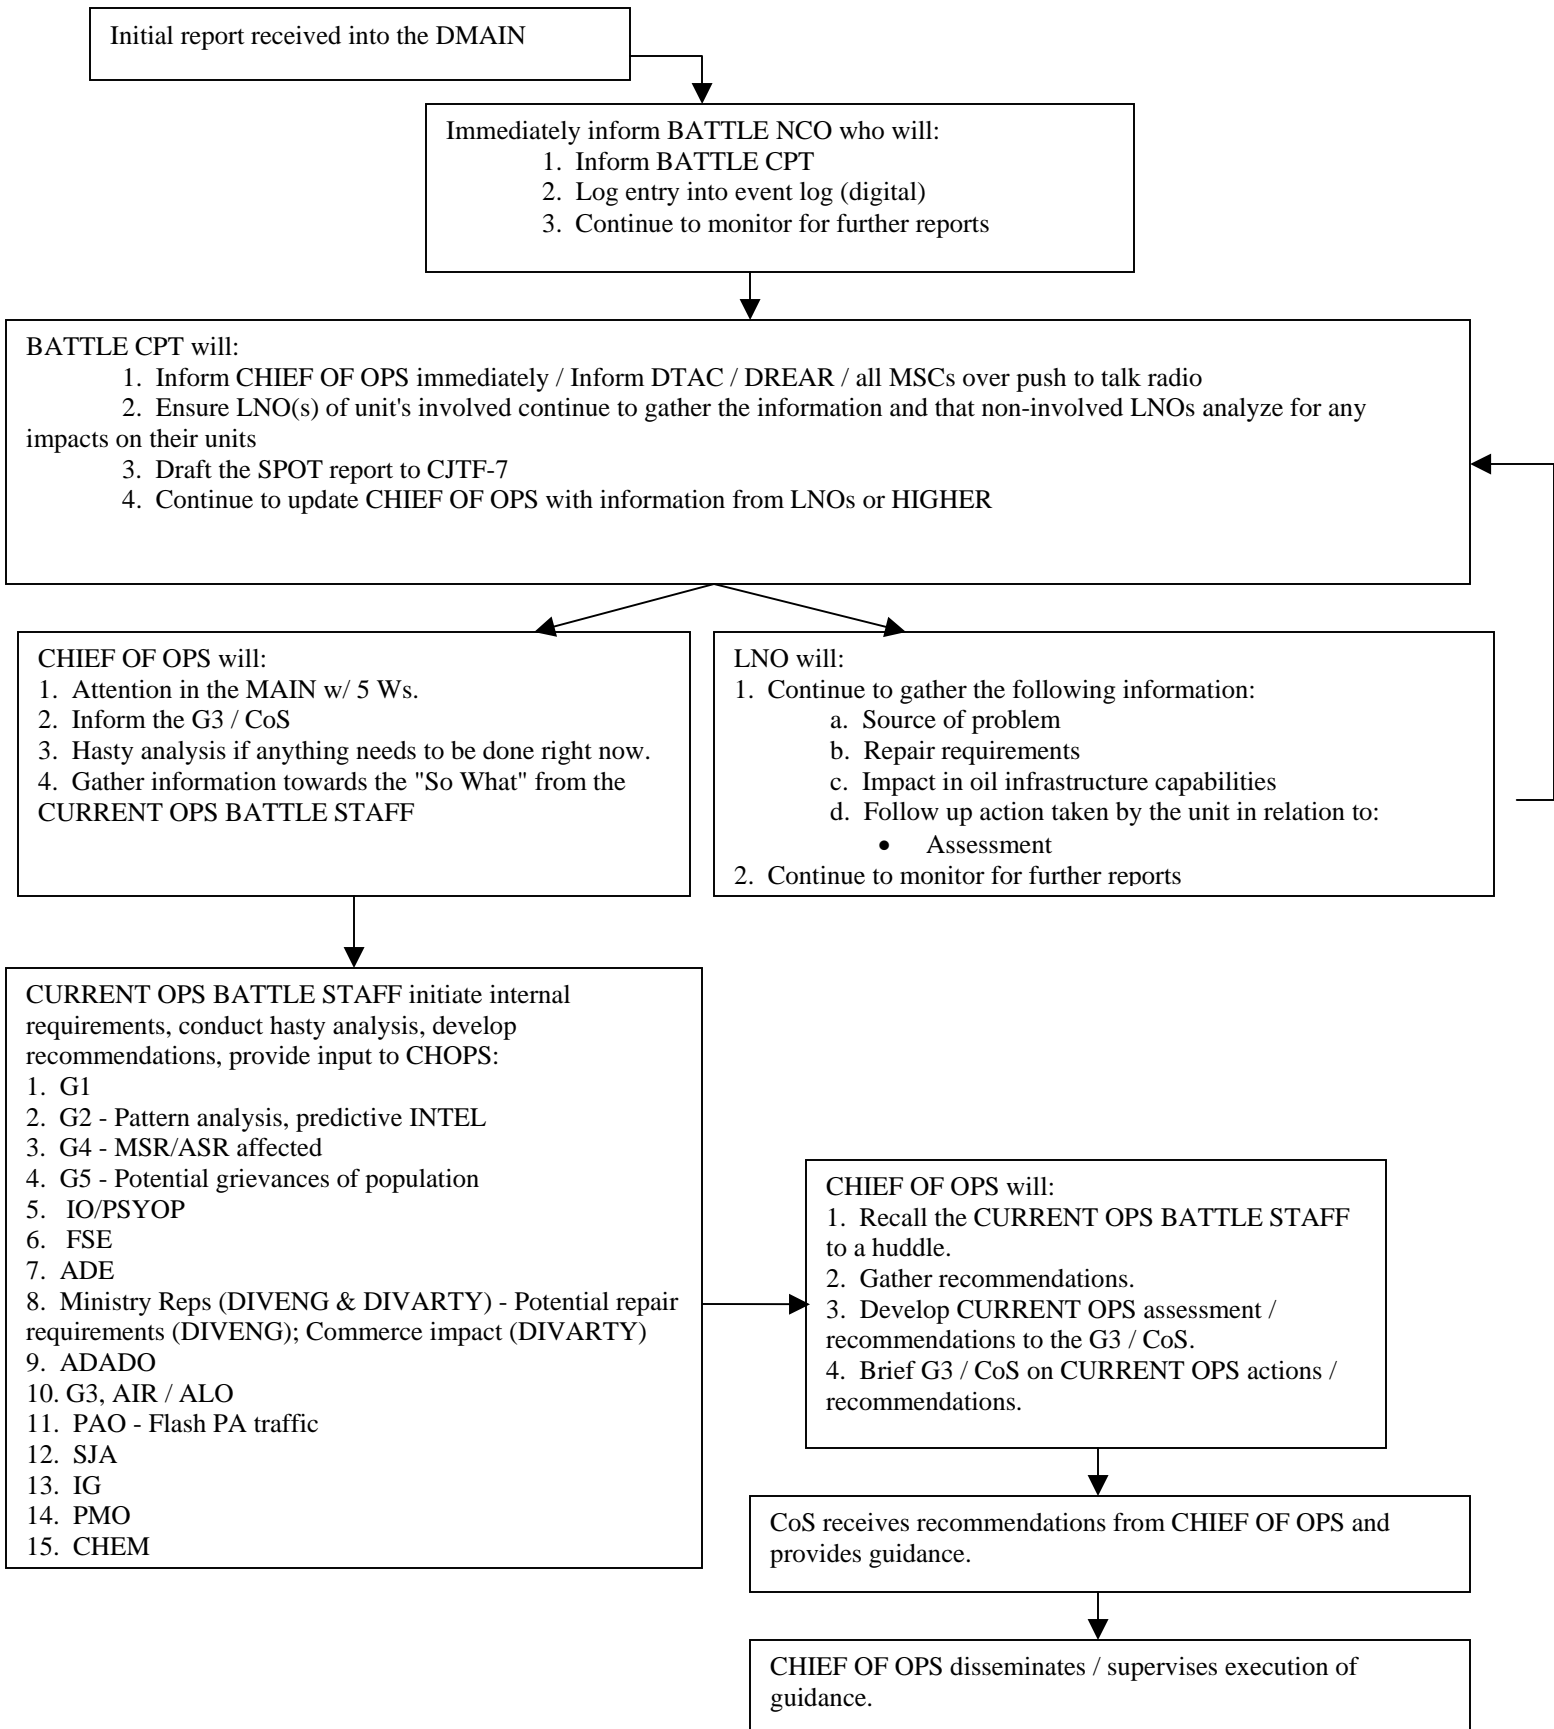 Initial report received into the DMAIN
Immediately inform BATTLE NCO who will:
1. Inform BATTLE CPT
2. Log entry into event log (digital)
3. Continue to monitor for further reports
BATTLE CPT will:
1. Inform CHIEF OF OPS immediately / Inform DTAC / DREAR / all MSCs over push to talk radio
2. Ensure LNO(s) of unit's involved continue to gather the information and that non-involved LNOs analyze for any
impacts on their units
3. Draft the SPOT report to CJTF-7
4. Continue to update CHIEF OF OPS with information from LNOs or HIGHER
CHIEF OF OPS will:
1. Attention in the MAIN w/ 5 Ws.
2. Inform the G3 / CoS
3. Hasty analysis if anything needs to be done right now.
4. Gather information towards the "So What" from the
CURRENT OPS BATTLE STAFF
LNO will:
1. Continue to gather the following information:
a. Source of problem
b. Repair requirements
c. Impact in oil infrastructure capabilities
d. Follow up action taken by the unit in relation to:
• Assessment
2. Continue to monitor for further reports
CURRENT OPS BATTLE STAFF initiate internal
requirements, conduct hasty analysis, develop
recommendations, provide input to CHOPS:
1. G1
2. G2 - Pattern analysis, predictive INTEL
3. G4 - MSR/ASR affected
4. G5 - Potential grievances of population
5. IO/PSYOP
6. FSE
7. ADE
8. Ministry Reps (DIVENG & DIVARTY) - Potential repair
requirements (DIVENG); Commerce impact (DIVARTY)
9. ADADO
10. G3, AIR / ALO
11. PAO - Flash PA traffic
12. SJA
13. IG
14. PMO
15. CHEM
CHIEF OF OPS will:
1. Recall the CURRENT OPS BATTLE STAFF
to a huddle.
2. Gather recommendations.
3. Develop CURRENT OPS assessment /
recommendations to the G3 / CoS.
4. Brief G3 / CoS on CURRENT OPS actions /
recommendations.
CoS receives recommendations from CHIEF OF OPS and
provides guidance.
CHIEF OF OPS disseminates / supervises execution of
guidance.